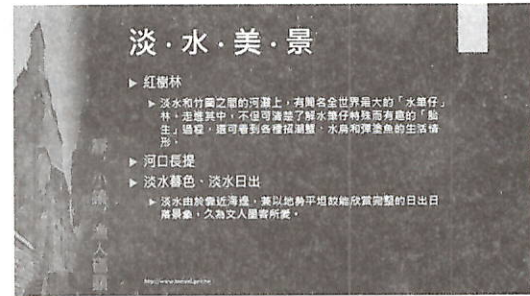 淡·水·美·景
▶ 紅樹林
▶ 淡水和竹圍之間的河灘上，有聞名全世界最大的「水筆仔」
林，走進其中，不但可清楚了解水筆仔特殊而有趣的「胎
生」過程，還可看到各種招潮蟹、水鳥和彈塗魚的生活情
形。
▶ 河口長提
▶ 淡水暮色、淡水日出
▶ 淡水由於靠近海邊，兼以地勢平坦故能欣賞完整的日出日
落景象，久為文人墨客所愛。